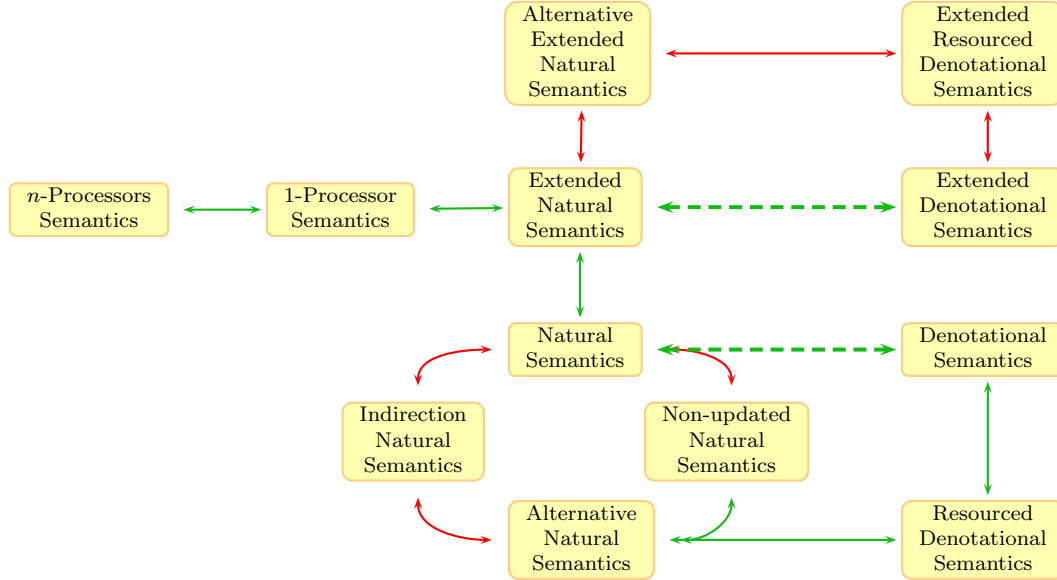 Alternative
Extended
Natural
Semantics
Extended
Resourced
Denotational
Semantics
n-Processors
Semantics
1-Processor
Semantics
Extended
Natural
Semantics
Extended
Denotational
Semantics
Natural
Semantics
Denotational
Semantics
Indirection
Natural
Semantics
Non-updated
Natural
Semantics
Alternative
Natural
Semantics
Resourced
Denotational
Semantics